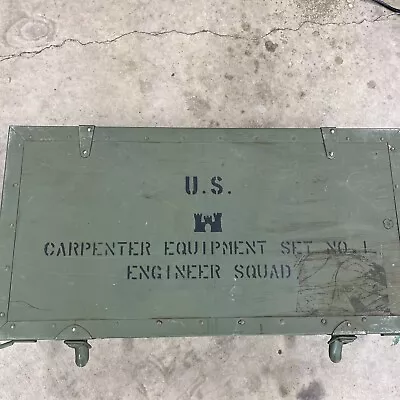 U.S.
CARPENTER EQUIPMENT SET NO. 1
ENGINEER SQUAD